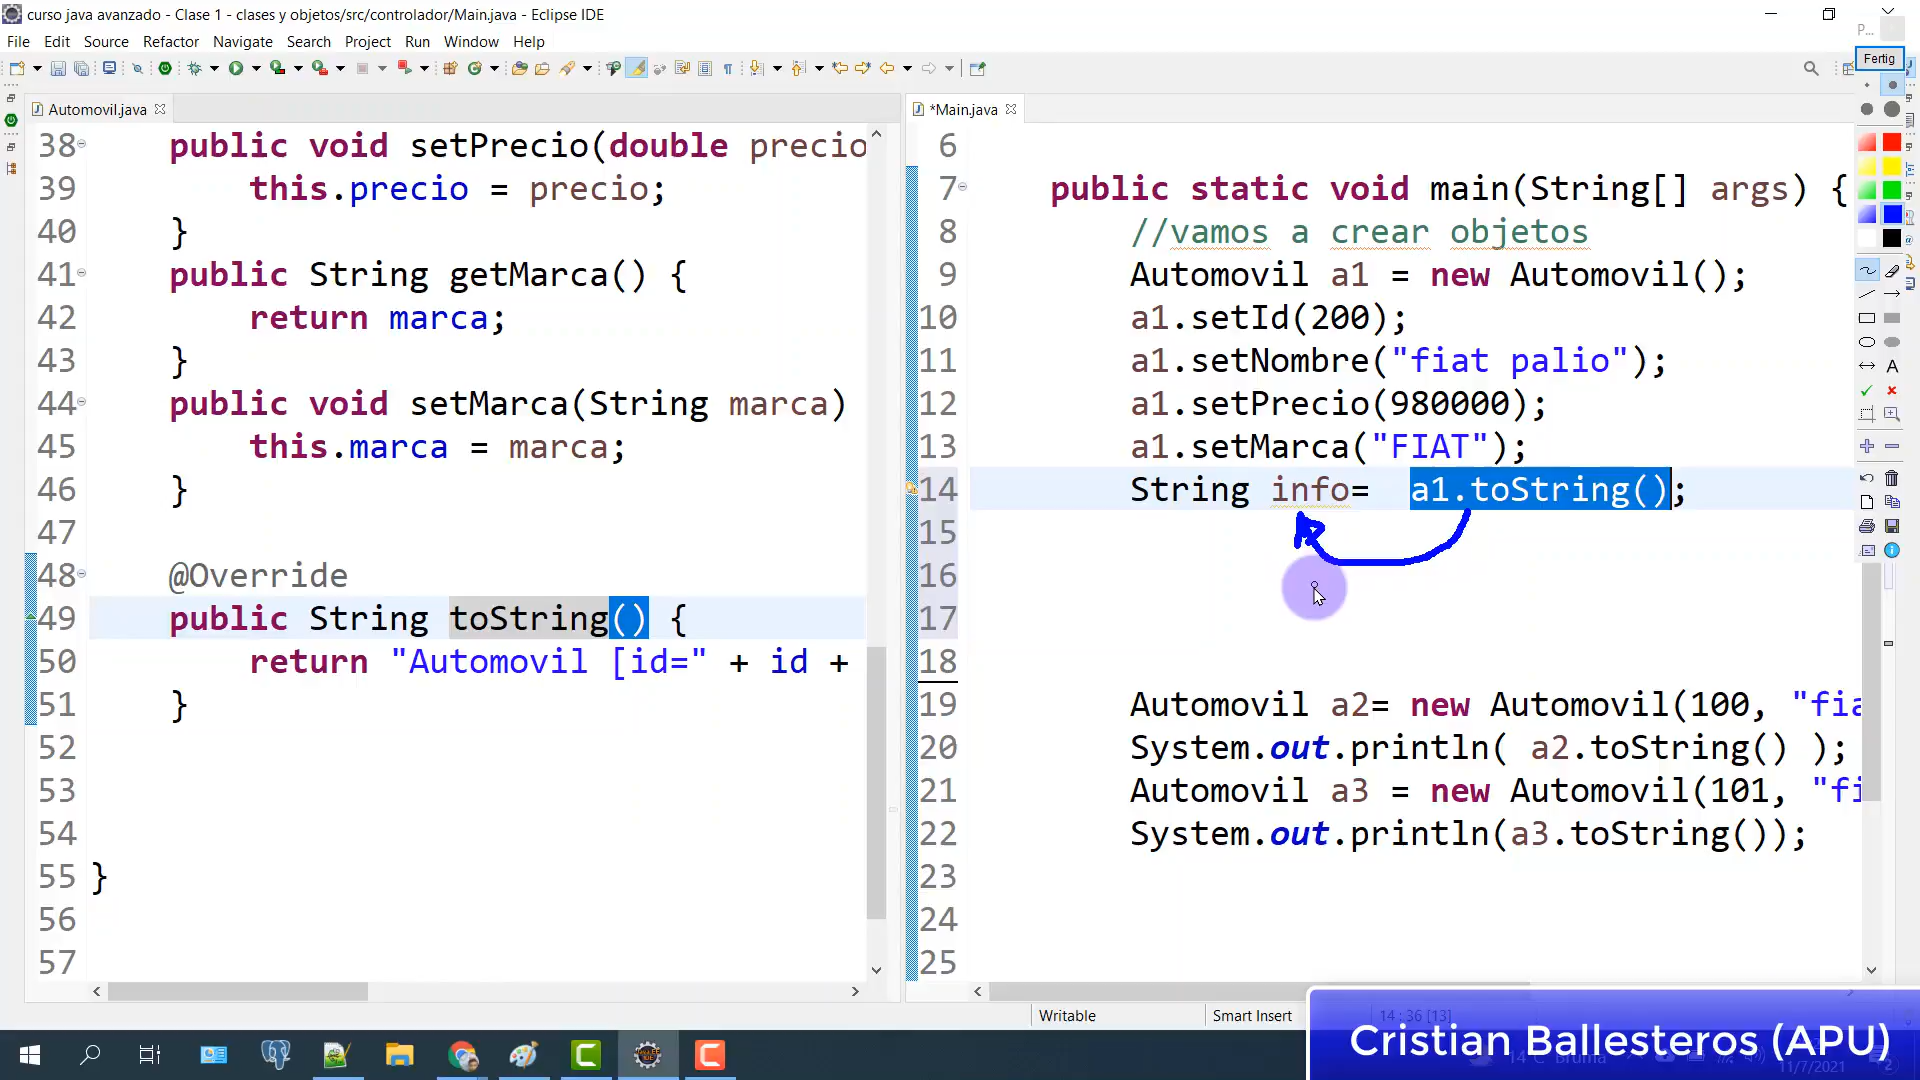 curso java avanzado - Clase 1 - clases y objetos/src/controlador/Main.java - Eclipse IDE
File Edit Source Refactor Navigate Search Project Run Window Help
P...
Fertig
Automovil.java
38 public void setPrecio(double precio
39 this.precio = precio;
40 }
41 public String getMarca() {
42 return marca;
43 }
44 public void setMarca(String marca)
45 this.marca = marca;
46 }
47
48 @Override
49 public String toString() {
50 return "Automovil [id=" + id +
51 }
52
53
54
55 }
56
57
*Main.java
6
7 public static void main(String[] args) {
8 //vamos a crear objetos
9 Automovil a1 = new Automovil();
10 a1.setId(200);
11 a1.setNombre("fiat palio");
12 a1.setPrecio(980000);
13 a1.setMarca("FIAT");
14 String info= a1.toString();
15
16
17
18
19 Automovil a2= new Automovil(100, "fia
20 System.out.println( a2.toString() );
21 Automovil a3 = new Automovil(101, "fi
22 System.out.println(a3.toString());
23
24
25
Writable Smart Insert 14 : 36 [13]
Cristian Ballesteros (APU)
14°C Bruma
11/7/2021